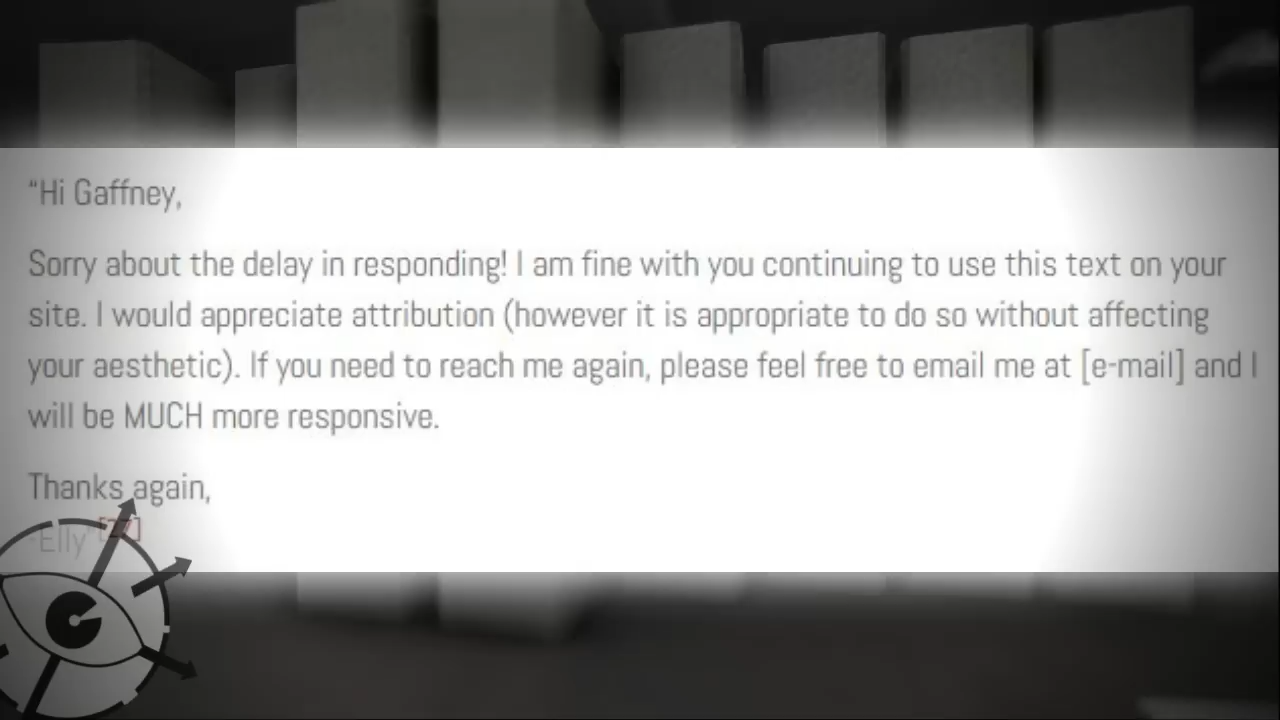 “Hi Gaffney,
Sorry about the delay in responding! I am fine with you continuing to use this text on your
site. I would appreciate attribution (however it is appropriate to do so without affecting
your aesthetic). If you need to reach me again, please feel free to email me at [e-mail] and I
will be MUCH more responsive.
Thanks again,
-Elly”[27]